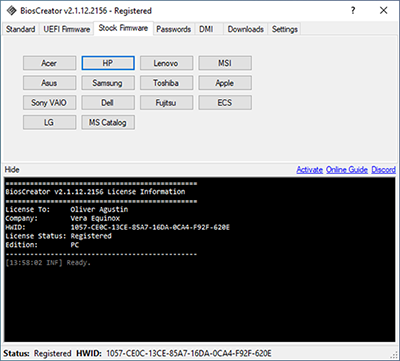 BiosCreator v2.1.12.2156 - Registered
Standard UEFI Firmware Stock Firmware Passwords DMI Downloads Settings
Acer HP Lenovo MSI
Asus Samsung Toshiba Apple
Sony VAIO Dell Fujitsu ECS
LG MS Catalog
Hide Activate Online Guide Discord
==============================================
BiosCreator v2.1.12.2156 License Information
==============================================
License To: Oliver Agustin
Company: Vera Equinox
HWID: 1057-CE0C-13CE-85A7-16DA-0CA4-F92F-620E
License Status: Registered
Edition: PC
----------------------------------------------
[13:58:02 INF] Ready.
Status: Registered HWID: 1057-CE0C-13CE-85A7-16DA-0CA4-F92F-620E